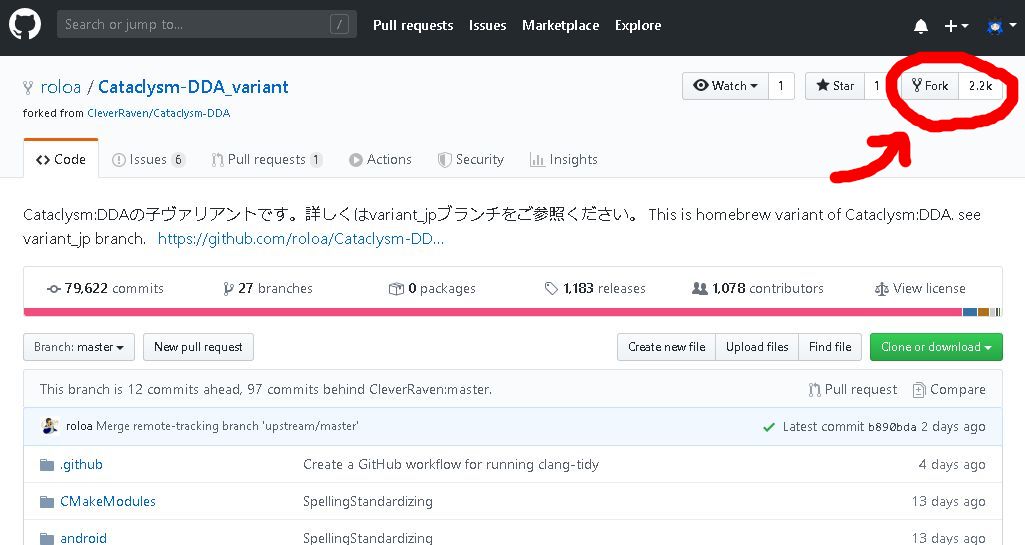 Search or jump to... / Pull requests Issues Marketplace Explore
roloa / Cataclysm-DDA_variant Watch 1 Star 1 Fork 2.2k
forked from CleverRaven/Cataclysm-DDA
Code Issues 6 Pull requests 1 Actions Security Insights
Cataclysm:DDAの子ヴァリアントです。詳しくはvariant_jpブランチをご参照ください。 This is homebrew variant of Cataclysm:DDA. see
variant_jp branch. https://github.com/roloa/Cataclysm-DD...
79,622 commits 27 branches 0 packages 1,183 releases 1,078 contributors View license
Branch: master New pull request Create new file Upload files Find file Clone or download
This branch is 12 commits ahead, 97 commits behind CleverRaven:master. Pull request Compare
roloa Merge remote-tracking branch 'upstream/master' Latest commit b890bda 2 days ago
.github Create a GitHub workflow for running clang-tidy 4 days ago
CMakeModules SpellingStandardizing 13 days ago
android SpellingStandardizing 13 days ago